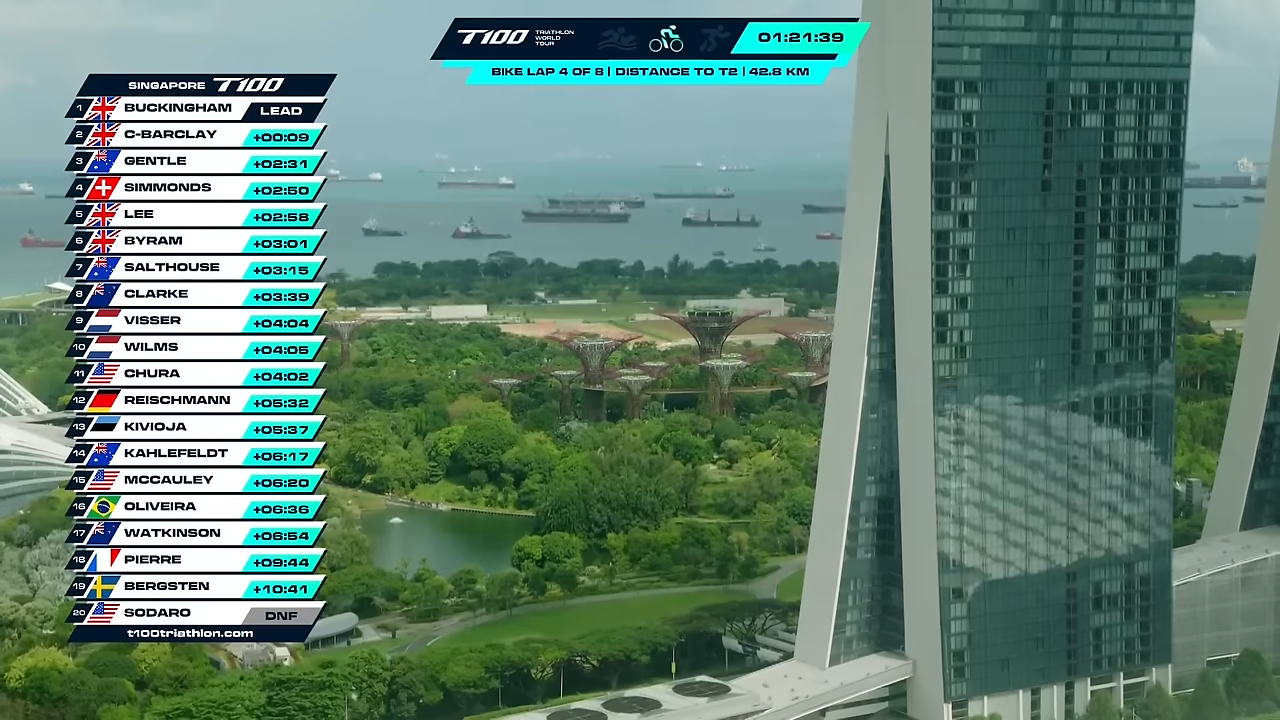 T100 TRIATHLON WORLD TOUR
01:21:39
BIKE LAP 4 OF 8 | DISTANCE TO T2 | 42.8 KM
SINGAPORE T100
1 BUCKINGHAM LEAD
2 C-BARCLAY +00:09
3 GENTLE +02:31
4 SIMMONDS +02:50
5 LEE +02:58
6 BYRAM +03:01
7 SALTHOUSE +03:15
8 CLARKE +03:39
9 VISSER +04:04
10 WILMS +04:05
11 CHURA +04:02
12 REISCHMANN +05:32
13 KIVIOJA +05:37
14 KAHLEFELDT +06:17
15 MCCAULEY +06:20
16 OLIVEIRA +06:36
17 WATKINSON +06:54
18 PIERRE +09:44
19 BERGSTEN +10:41
20 SODARO DNF
t100triathlon.com